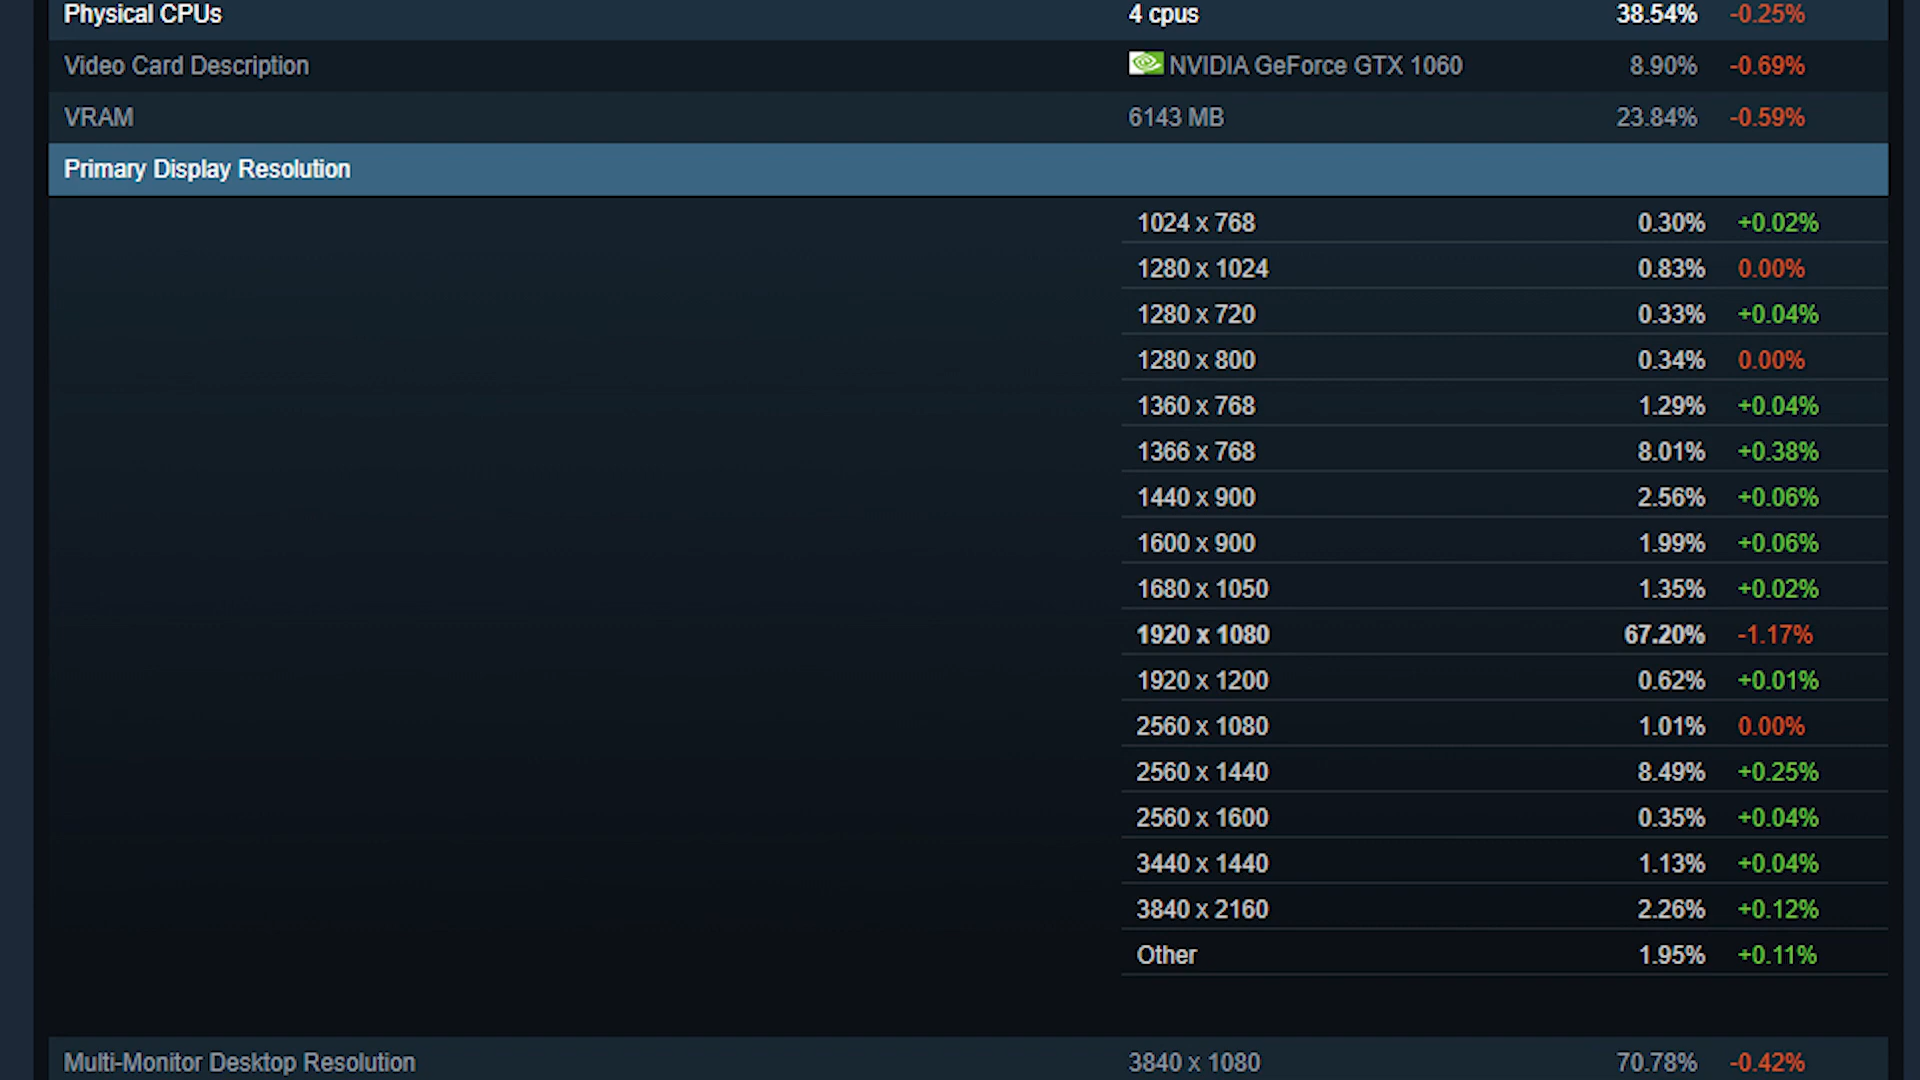 Physical CPUs 4 cpus 38.54% -0.25%
Video Card Description NVIDIA GeForce GTX 1060 8.90% -0.69%
VRAM 6143 MB 23.84% -0.59%
Primary Display Resolution
1024 x 768 0.30% +0.02%
1280 x 1024 0.83% 0.00%
1280 x 720 0.33% +0.04%
1280 x 800 0.34% 0.00%
1360 x 768 1.29% +0.04%
1366 x 768 8.01% +0.38%
1440 x 900 2.56% +0.06%
1600 x 900 1.99% +0.06%
1680 x 1050 1.35% +0.02%
1920 x 1080 67.20% -1.17%
1920 x 1200 0.62% +0.01%
2560 x 1080 1.01% 0.00%
2560 x 1440 8.49% +0.25%
2560 x 1600 0.35% +0.04%
3440 x 1440 1.13% +0.04%
3840 x 2160 2.26% +0.12%
Other 1.95% +0.11%
Multi-Monitor Desktop Resolution 3840 x 1080 70.78% -0.42%